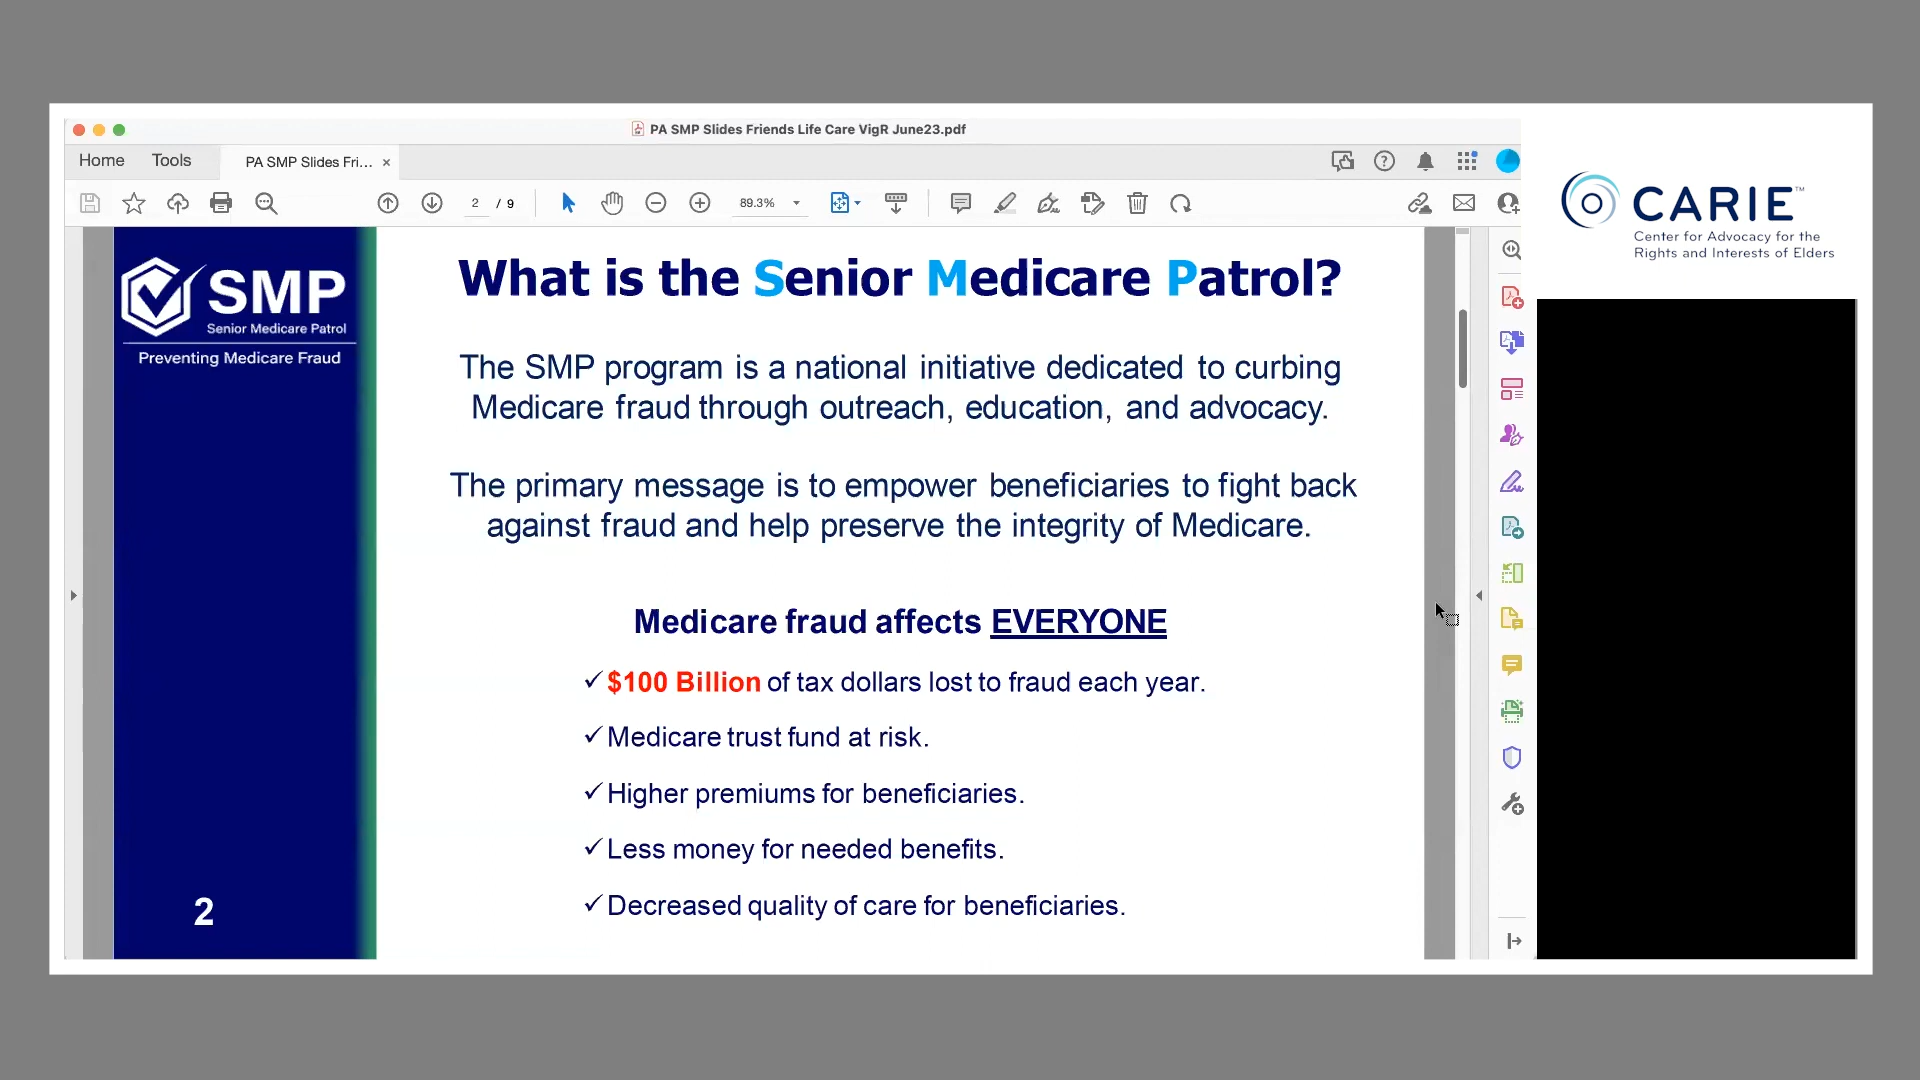 PA SMP Slides Friends Life Care VigR June23.pdf
Home
Tools
PA SMP Slides Fri...
2 / 9
89.3%
CARIE™
Center for Advocacy for the
Rights and Interests of Elders
SMP
Senior Medicare Patrol
Preventing Medicare Fraud
What is the Senior Medicare Patrol?
The SMP program is a national initiative dedicated to curbing
Medicare fraud through outreach, education, and advocacy.
The primary message is to empower beneficiaries to fight back
against fraud and help preserve the integrity of Medicare.
Medicare fraud affects EVERYONE
✓$100 Billion of tax dollars lost to fraud each year.
✓Medicare trust fund at risk.
✓Higher premiums for beneficiaries.
✓Less money for needed benefits.
✓Decreased quality of care for beneficiaries.
2